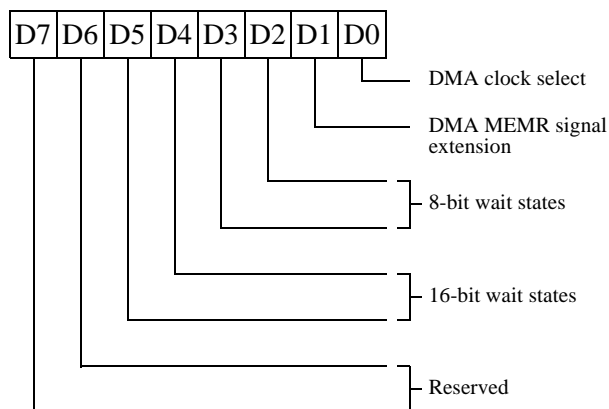 D7 D6 D5 D4 D3 D2 D1 D0
DMA clock select
DMA MEMR signal
extension
8-bit wait states
16-bit wait states
Reserved